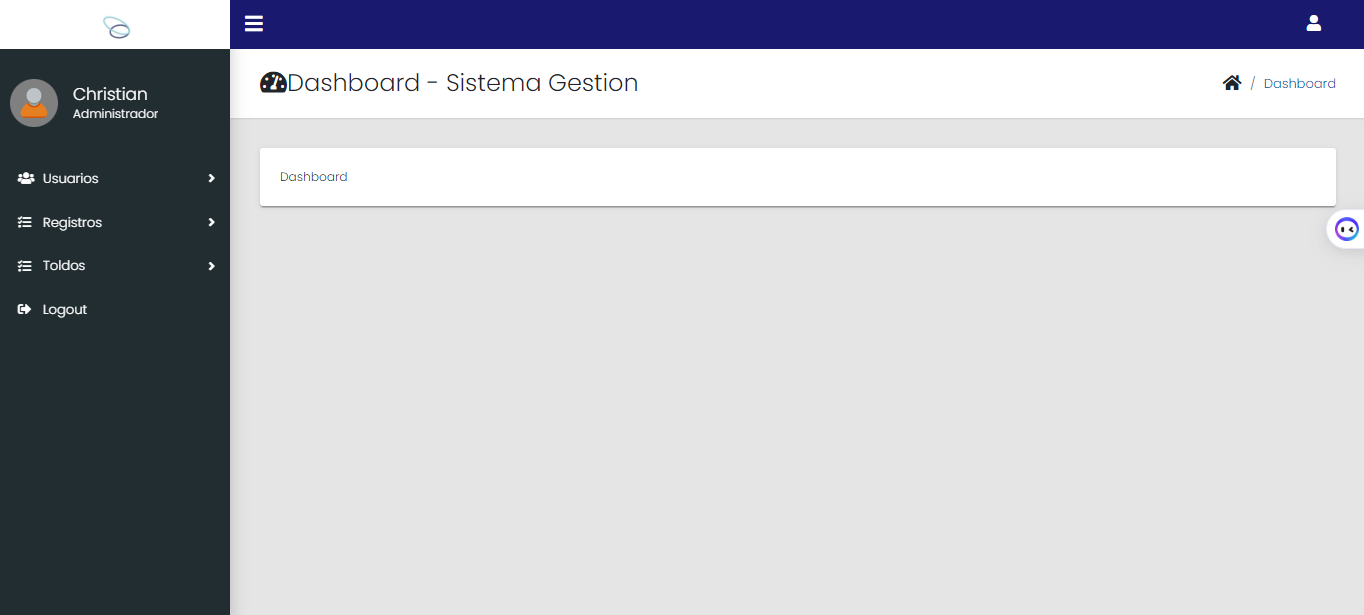 Christian
Administrador
Usuarios
Registros
Toldos
Logout
Dashboard - Sistema Gestion
/ Dashboard
Dashboard